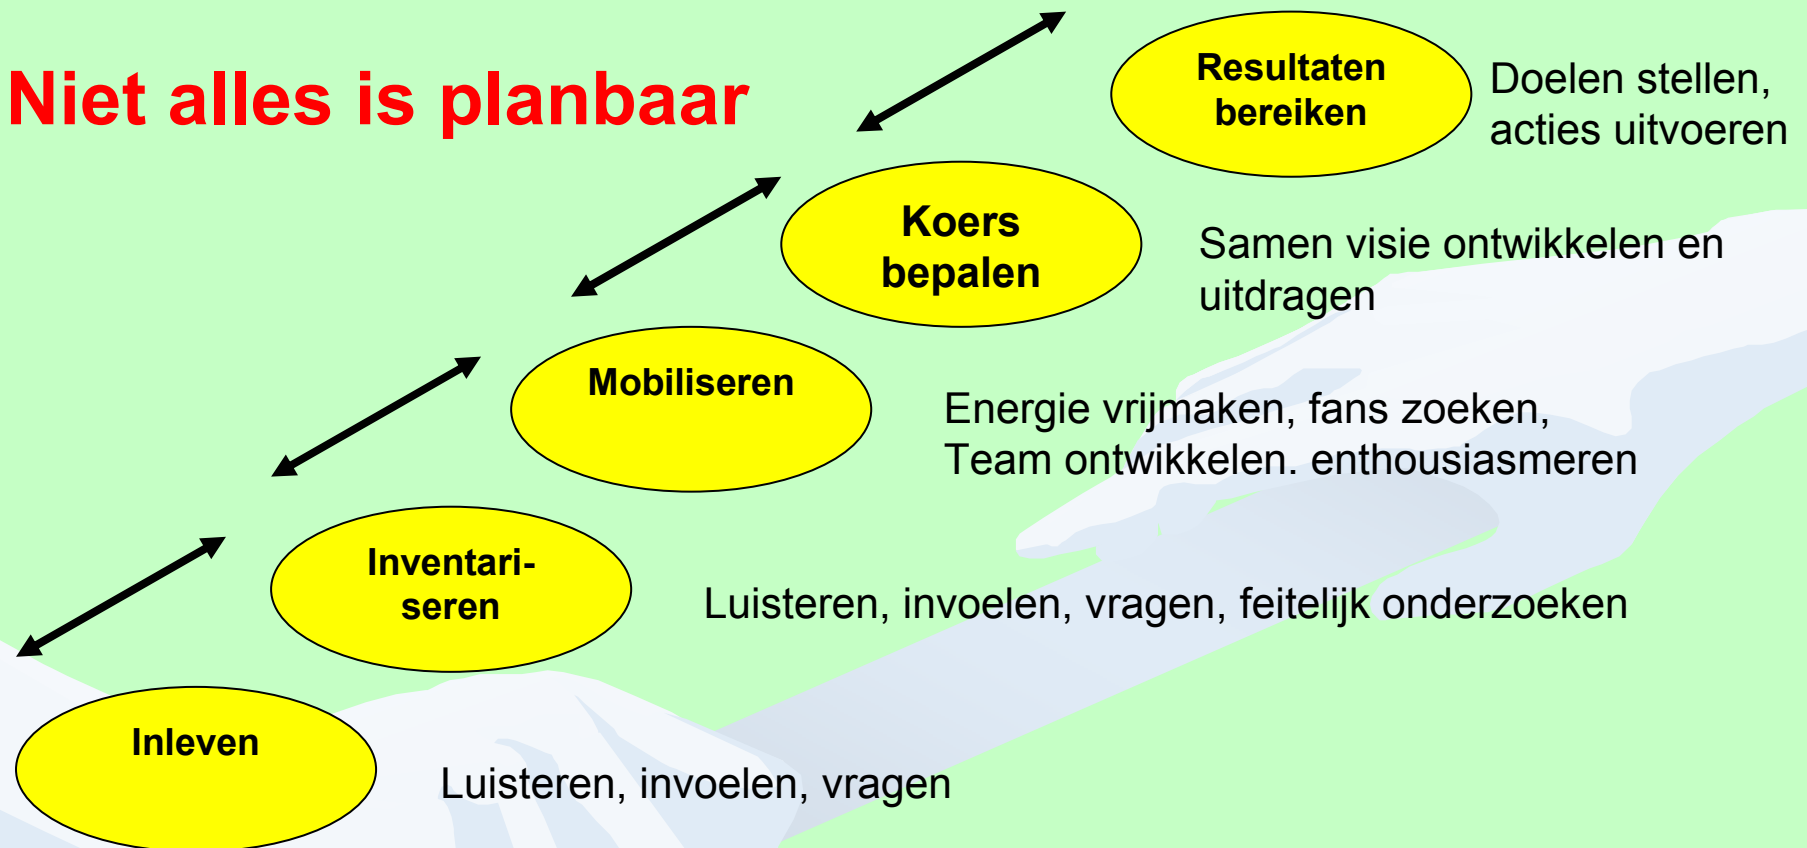 Niet alles is planbaar
Resultaten
bereiken
Doelen stellen,
acties uitvoeren
Koers
bepalen
Samen visie ontwikkelen en
uitdragen
Mobiliseren
Energie vrijmaken, fans zoeken,
Team ontwikkelen. enthousiasmeren
Inventari-
seren
Luisteren, invoelen, vragen, feitelijk onderzoeken
Inleven
Luisteren, invoelen, vragen